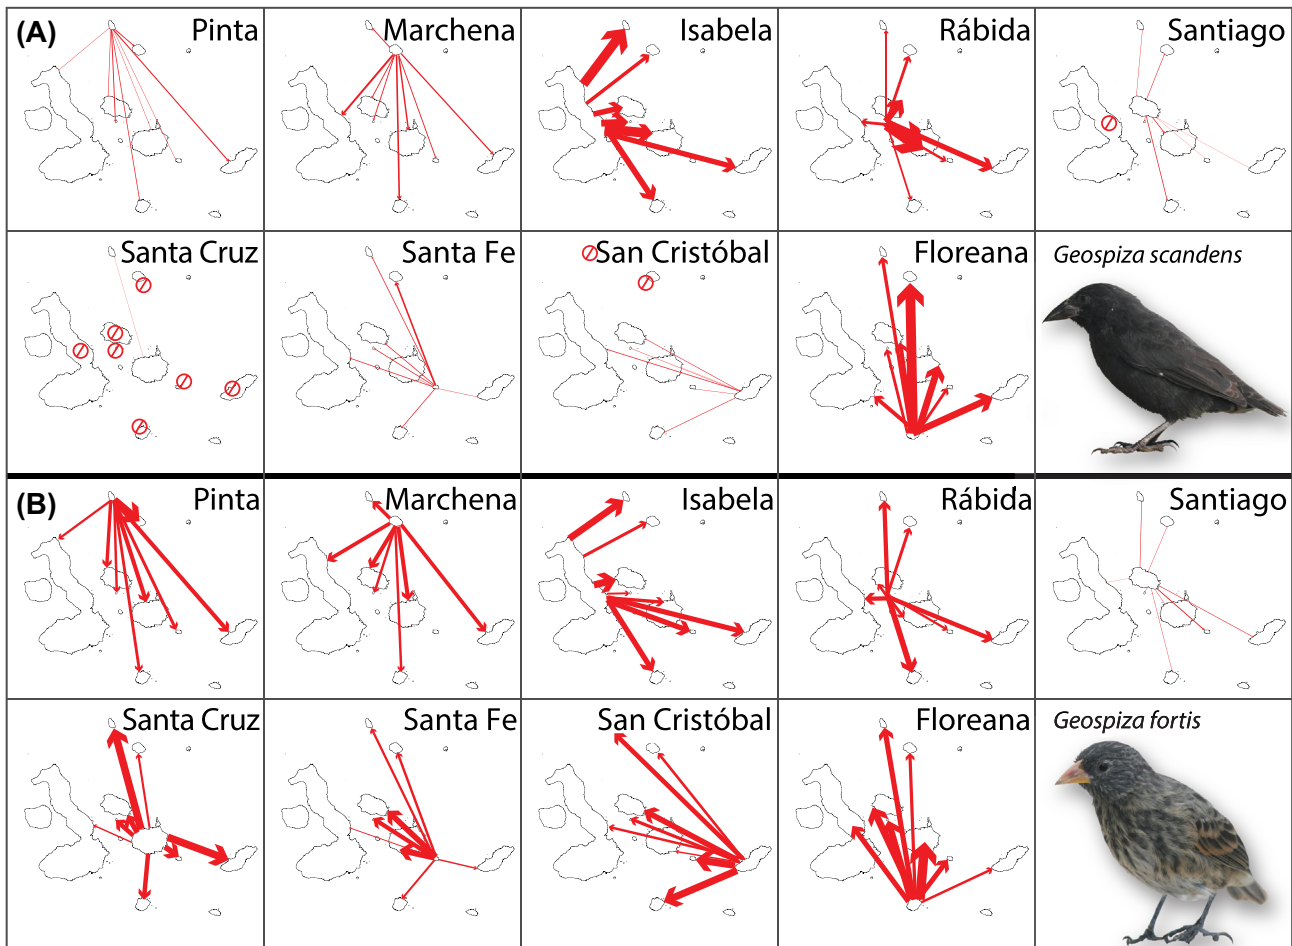 (A)
Pinta
Marchena
Isabela
Rábida
Santiago
Santa Cruz
Santa Fe
San Cristóbal
Floreana
Geospiza scandens
(B)
Pinta
Marchena
Isabela
Rábida
Santiago
Santa Cruz
Santa Fe
San Cristóbal
Floreana
Geospiza fortis